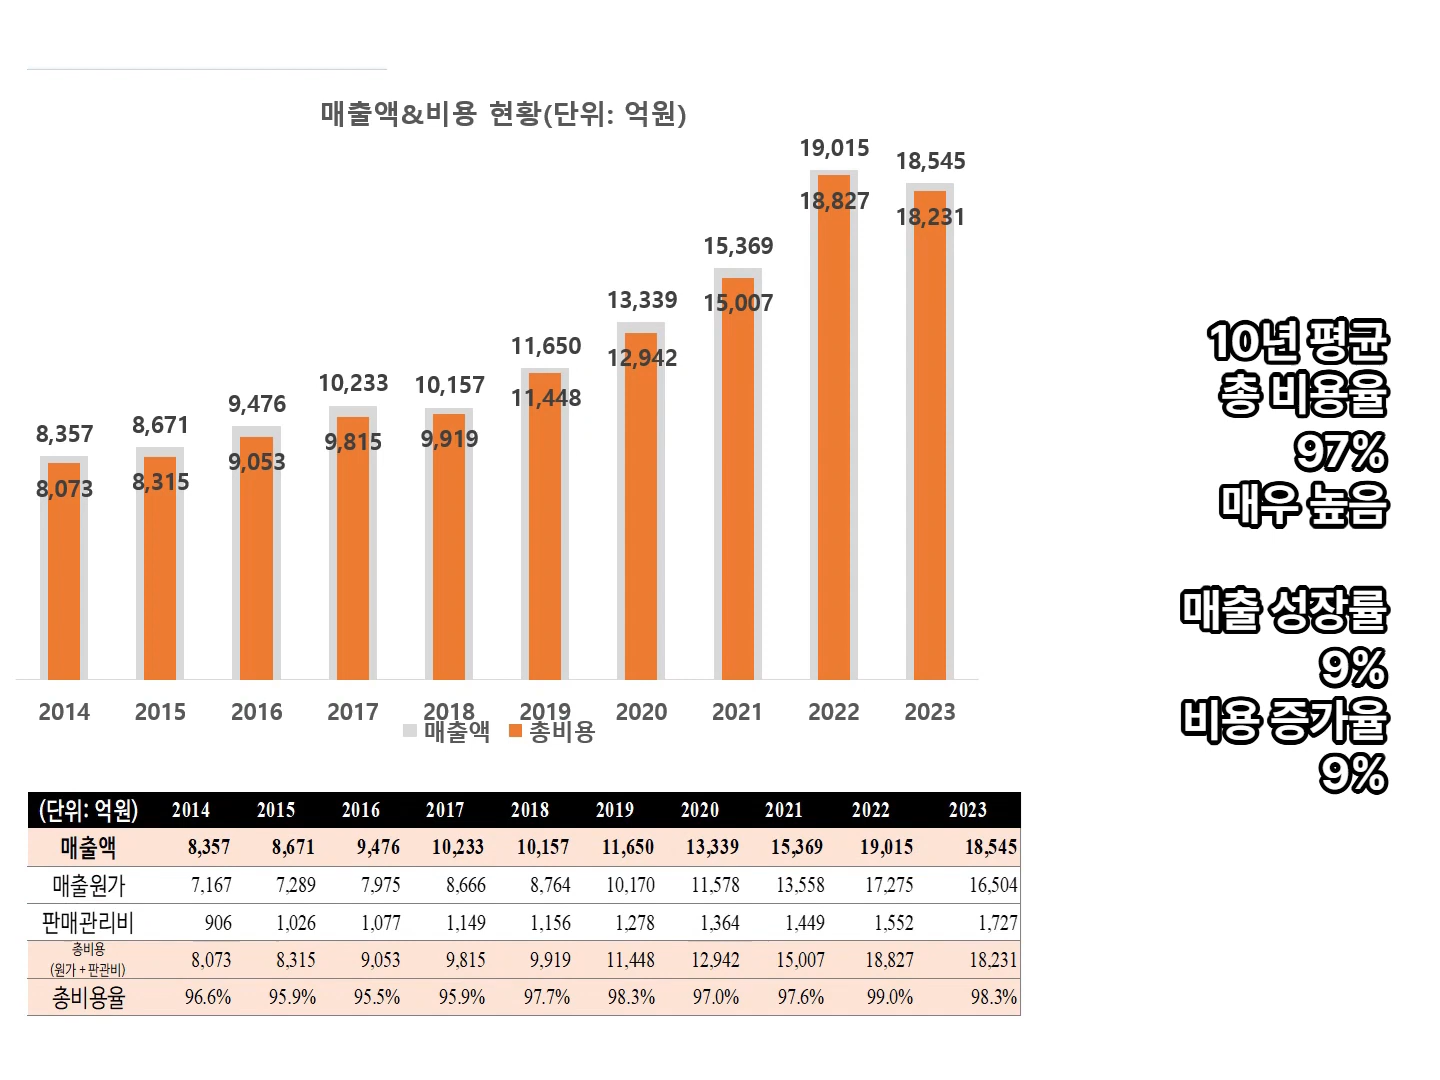 매출액&비용 현황(단위: 억원)
19,015
18,545
18,827
18,231
15,369
15,007
13,339
12,942
11,650
11,448
10,233
10,157
9,815
9,919
9,476
9,053
8,671
8,357
8,315
8,073
2014 2015 2016 2017 2018 2019 2020 2021 2022 2023
매출액 총비용
10년 평균
총 비용율
97%
매우 높음
매출 성장률
9%
비용 증가율
9%
(단위: 억원) 2014 2015 2016 2017 2018 2019 2020 2021 2022 2023
매출액 8,357 8,671 9,476 10,233 10,157 11,650 13,339 15,369 19,015 18,545
매출원가 7,167 7,289 7,975 8,666 8,764 10,170 11,578 13,558 17,275 16,504
판매관리비 906 1,026 1,077 1,149 1,156 1,278 1,364 1,449 1,552 1,727
총비용
(원가 + 판관비) 8,073 8,315 9,053 9,815 9,919 11,448 12,942 15,007 18,827 18,231
총비용율 96.6% 95.9% 95.5% 95.9% 97.7% 98.3% 97.0% 97.6% 99.0% 98.3%